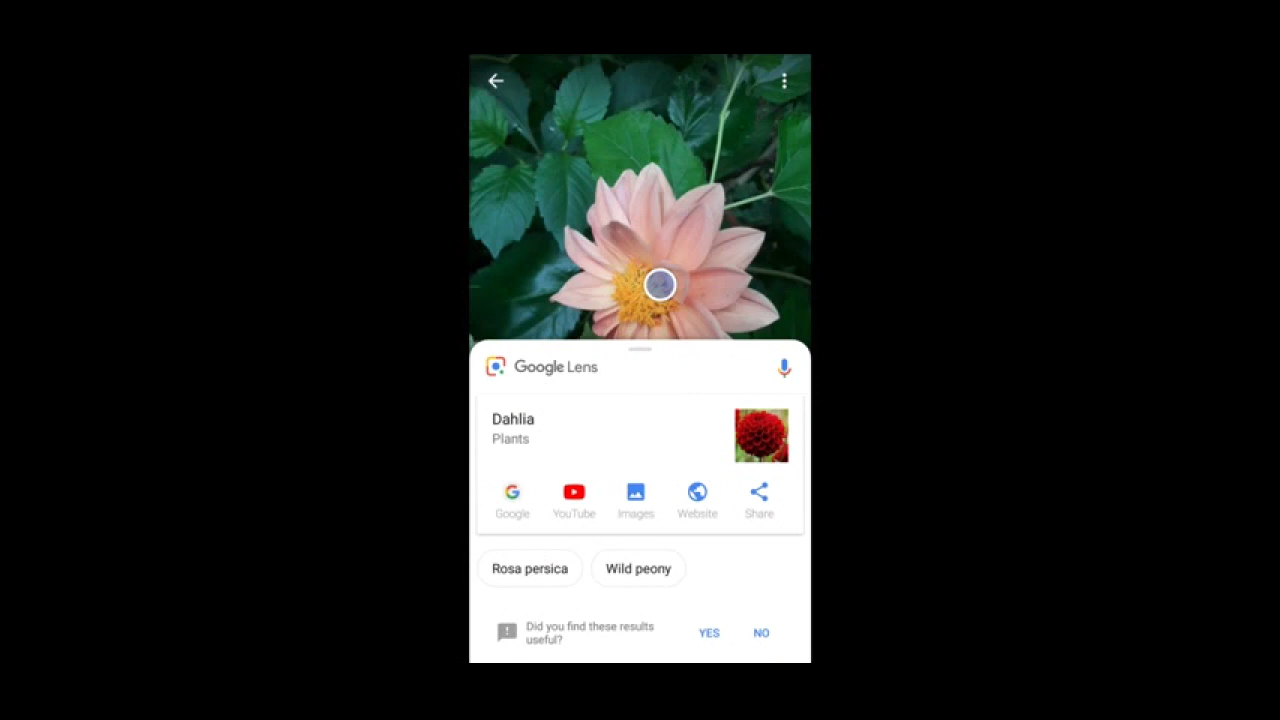 Google Lens
Dahlia
Plants
Google YouTube Images Website Share
Rosa persica Wild peony
Did you find these results
useful?
YES NO